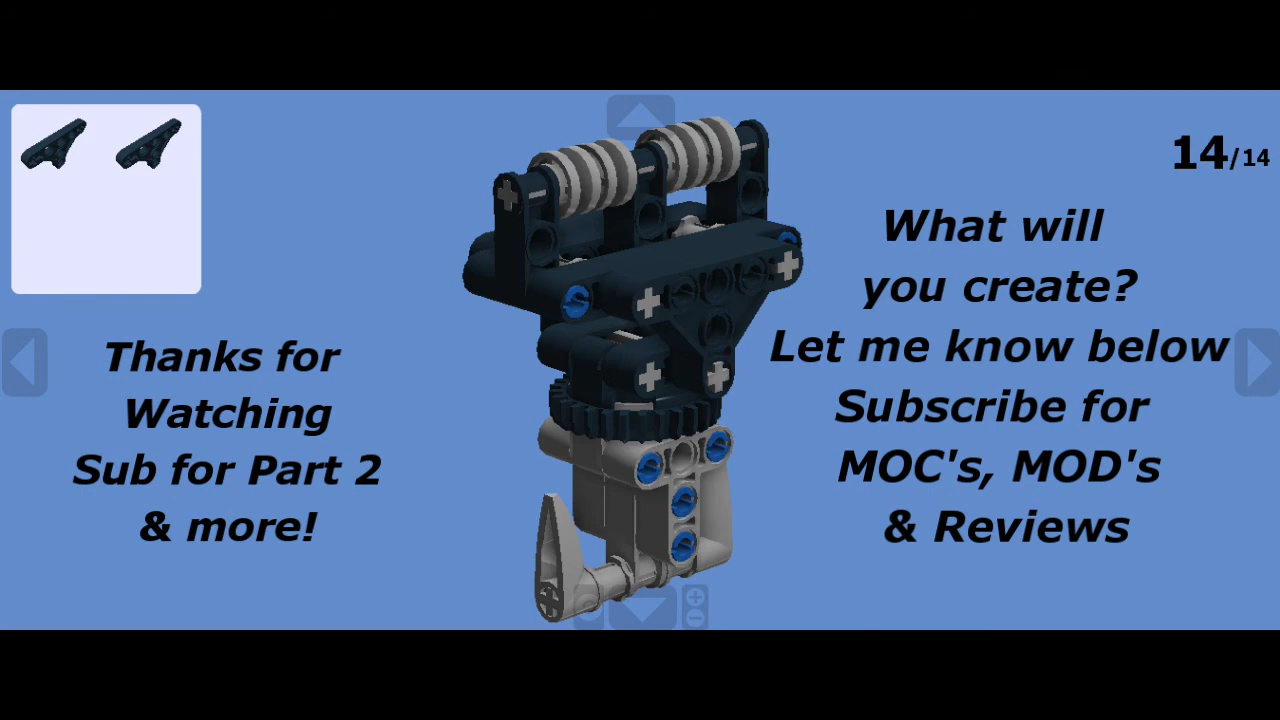 14/14
What will
you create?
Let me know below
Subscribe for
MOC's, MOD's
& Reviews
Thanks for
Watching
Sub for Part 2
& more!